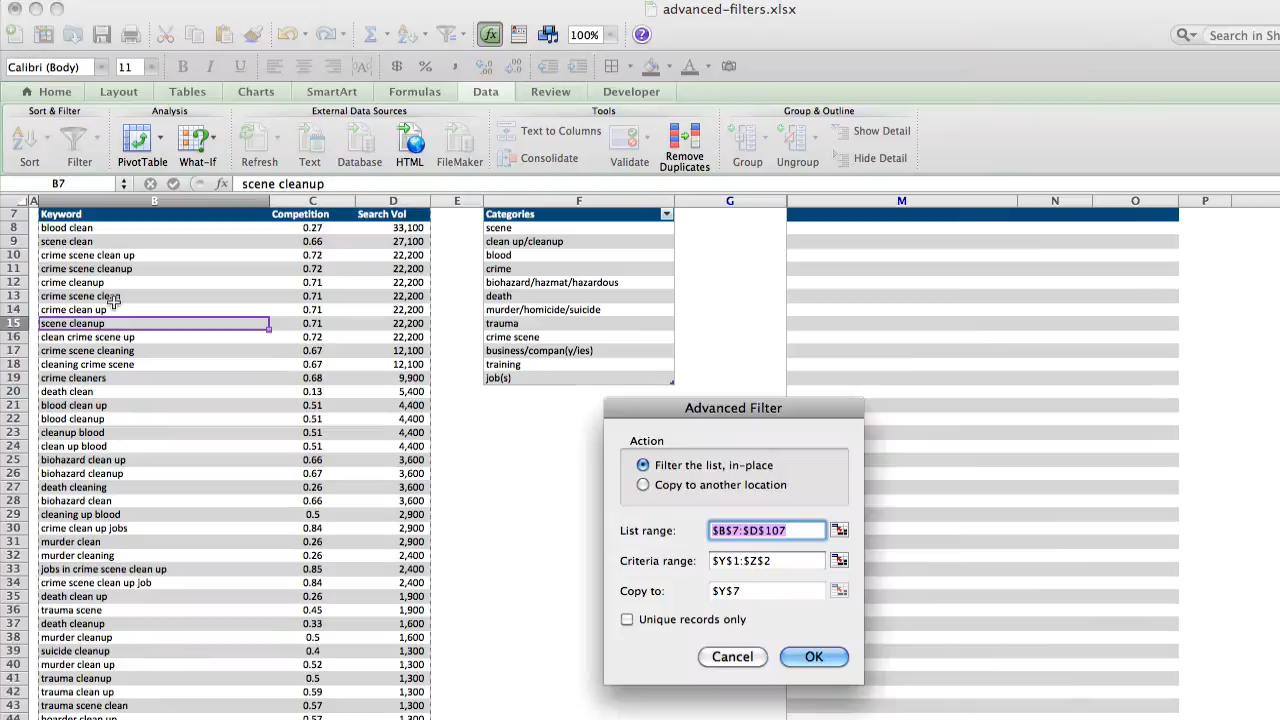 advanced-filters.xlsx
100%
Search in Sh
Calibri (Body) 11 B I U
Home Layout Tables Charts SmartArt Formulas Data Review Developer
Sort & Filter Analysis External Data Sources Tools Group & Outline
Text to Columns Show Detail
Consolidate Hide Detail
Sort Filter PivotTable What-If Refresh Text Database HTML FileMaker Validate Remove Duplicates Group Ungroup
B7 fx scene cleanup
A B C D E F G M N O P
7 Keyword Competition Search Vol Categories
8 blood clean 0.27 33,100 scene
9 scene clean 0.66 27,100 clean up/cleanup
10 crime scene clean up 0.72 22,200 blood
11 crime scene cleanup 0.72 22,200 crime
12 crime cleanup 0.71 22,200 biohazard/hazmat/hazardous
13 crime scene clean 0.71 22,200 death
14 crime clean up 0.71 22,200 murder/homicide/suicide
15 scene cleanup 0.71 22,200 trauma
16 clean crime scene up 0.72 22,200 crime scene
17 crime scene cleaning 0.67 12,100 business/compan(y/ies)
18 cleaning crime scene 0.67 12,100 training
19 crime cleaners 0.68 9,900 job(s)
20 death clean 0.13 5,400
21 blood clean up 0.51 4,400
22 blood cleanup 0.51 4,400
23 cleanup blood 0.51 4,400
24 clean up blood 0.51 4,400
25 biohazard clean up 0.66 3,600
26 biohazard cleanup 0.67 3,600
27 death cleaning 0.26 3,600
28 biohazard clean 0.66 3,600
29 cleaning up blood 0.5 2,900
30 crime clean up jobs 0.84 2,900
31 murder clean 0.26 2,900
32 murder cleaning 0.26 2,400
33 jobs in crime scene clean up 0.85 2,400
34 crime scene clean up job 0.84 2,400
35 death clean up 0.26 1,900
36 trauma scene 0.45 1,900
37 death cleanup 0.33 1,600
38 murder cleanup 0.5 1,600
39 suicide cleanup 0.4 1,300
40 murder clean up 0.52 1,300
41 trauma cleanup 0.5 1,300
42 trauma clean up 0.59 1,300
43 trauma scene clean 0.57 1,300
44 hoarder clean up 0.57 1,300
Advanced Filter
Action
Filter the list, in-place
Copy to another location
List range: $B$7:$D$107
Criteria range: $Y$1:$Z$2
Copy to: $Y$7
Unique records only
Cancel OK